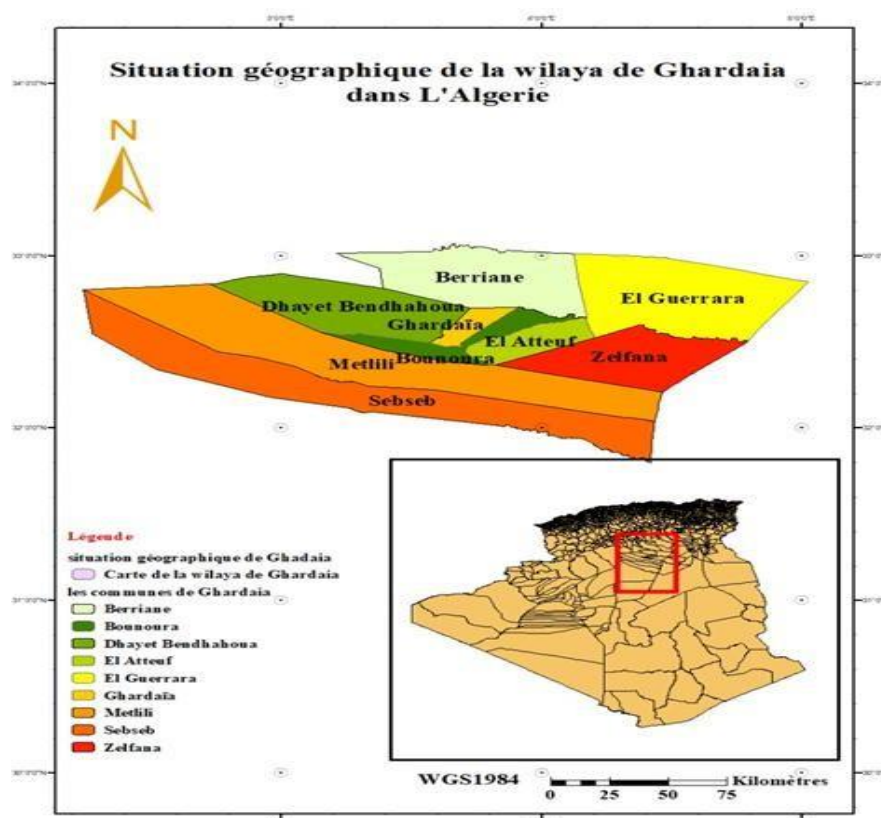 Situation géographique de la wilaya de Ghardaia
dans L'Algerie
N
Berriane
El Guerrara
Dhayet Bendhahoua
Ghardaïa
El Atteuf
Bounoura
Zelfana
Metlili
Sebseb
Légende
situation géographique de Ghadaia
Carte de la wilaya de Ghardaia
les communes de Ghardaia
Berriane
Bounoura
Dhayet Bendhahoua
El Atteuf
El Guerrara
Ghardaïa
Metlili
Sebseb
Zelfana
WGS1984
Kilomètres
0 25 50 75